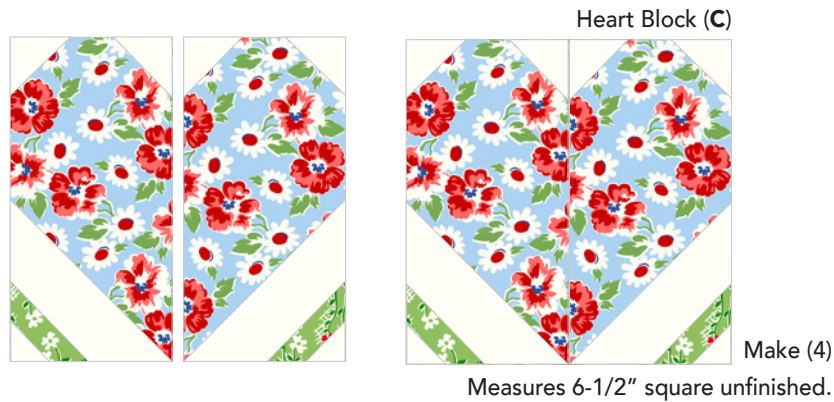 Heart Block (C)
Make (4)
Measures 6-1/2” square unfinished.